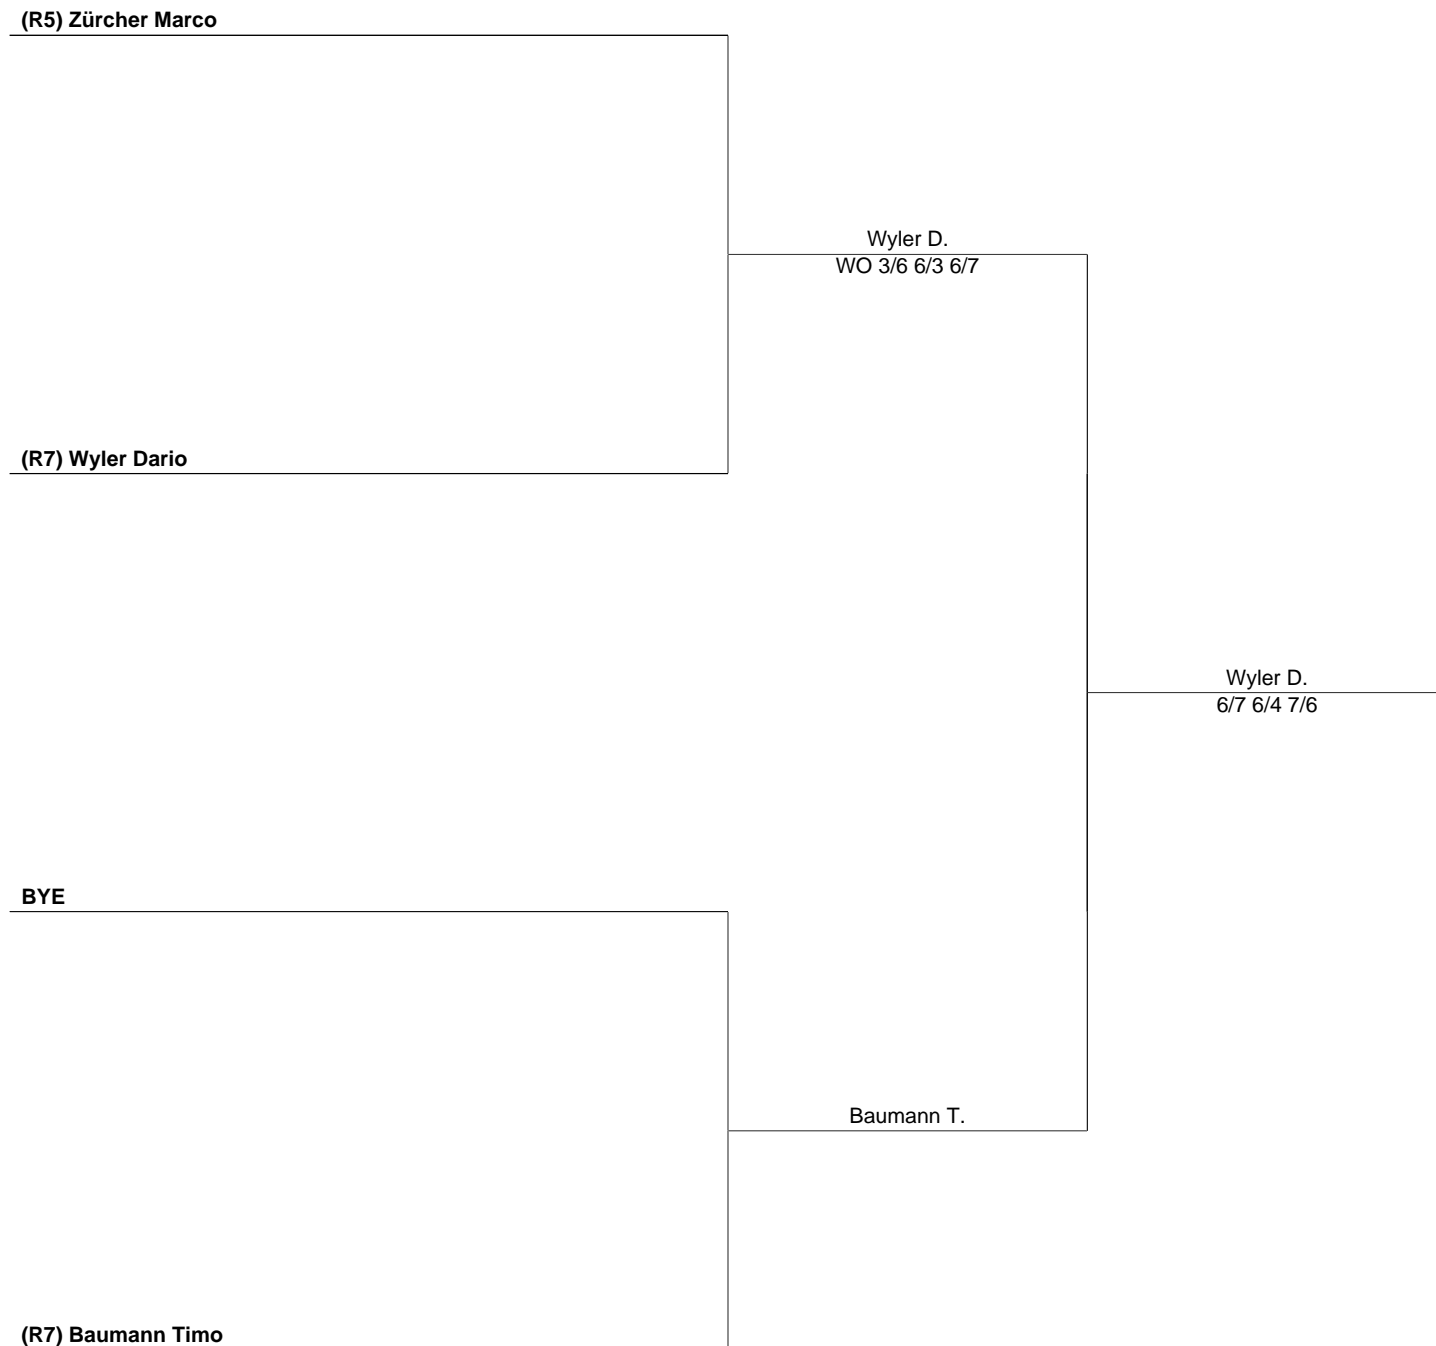 (R5) Zürcher Marco
Wyler D.
WO 3/6 6/3 6/7
(R7) Wyler Dario
Wyler D.
6/7 6/4 7/6
BYE
Baumann T.
(R7) Baumann Timo